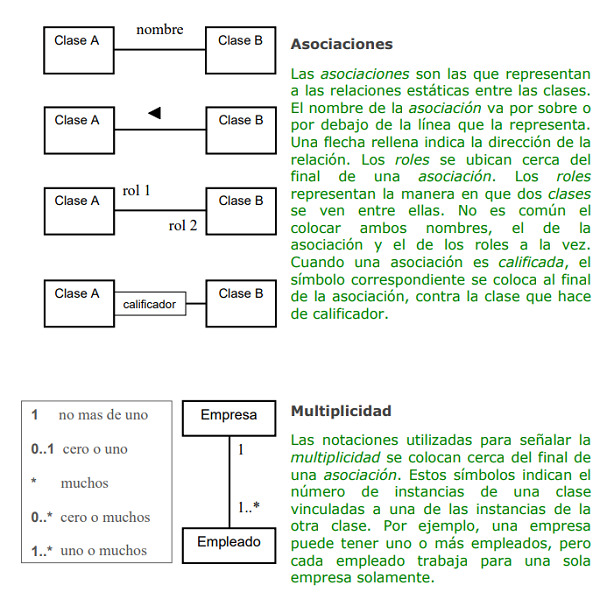 nombre
Clase A
Clase B
Clase A
Clase B
rol 1
Clase A
Clase B
rol 2
Clase A
Clase B
calificador
Asociaciones
Las asociaciones son las que representan
a las relaciones estáticas entre las clases.
El nombre de la asociación va por sobre o
por debajo de la línea que la representa.
Una flecha rellena indica la dirección de la
relación. Los roles se ubican cerca del
final de una asociación. Los roles
representan la manera en que dos clases
se ven entre ellas. No es común el
colocar ambos nombres, el de la
asociación y el de los roles a la vez.
Cuando una asociación es calificada, el
símbolo correspondiente se coloca al final
de la asociación, contra la clase que hace
de calificador.
1 no mas de uno
0..1 cero o uno
* muchos
0..* cero o muchos
1..* uno o muchos
Empresa
1
1..*
Empleado
Multiplicidad
Las notaciones utilizadas para señalar la
multiplicidad se colocan cerca del final de
una asociación. Estos símbolos indican el
número de instancias de una clase
vinculadas a una de las instancias de la
otra clase. Por ejemplo, una empresa
puede tener uno o más empleados, pero
cada empleado trabaja para una sola
empresa solamente.